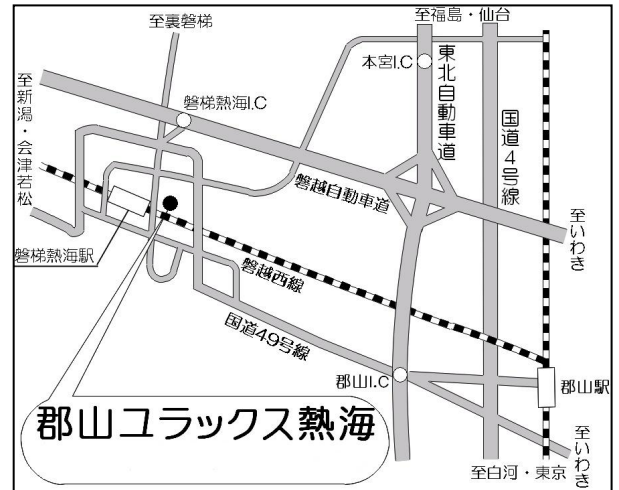 至福島・仙台
至裏磐梯
本宮I.C
東北自動車道
至新潟・会津若松
磐梯熱海I.C
国道4号線
磐越自動車道
至いわき
磐梯熱海駅
磐越西線
国道49号線
郡山I.C
郡山駅
郡山ユラックス熱海
至いわき
至白河・東京